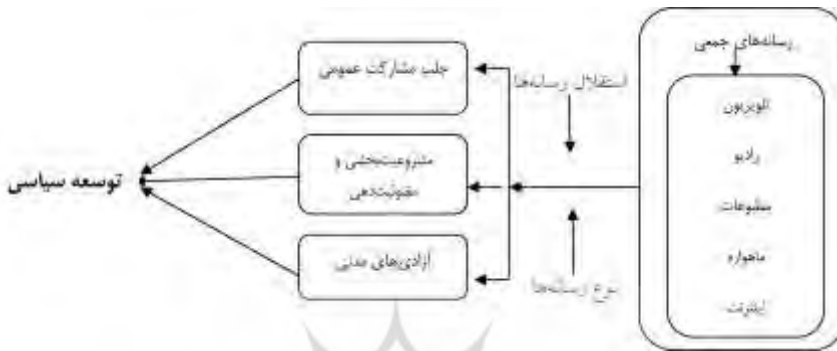 رسانه‌های جمعی
تلویزیون
رادیو
مطبوعات
ماهواره
اینترنت
استقلال رسانه‌ها
نوع رسانه‌ها
جلب مشارکت عمومی
مشروعیت‌بخشی و
مقبولیت‌دهی
آزادی‌های مدنی
توسعه سیاسی